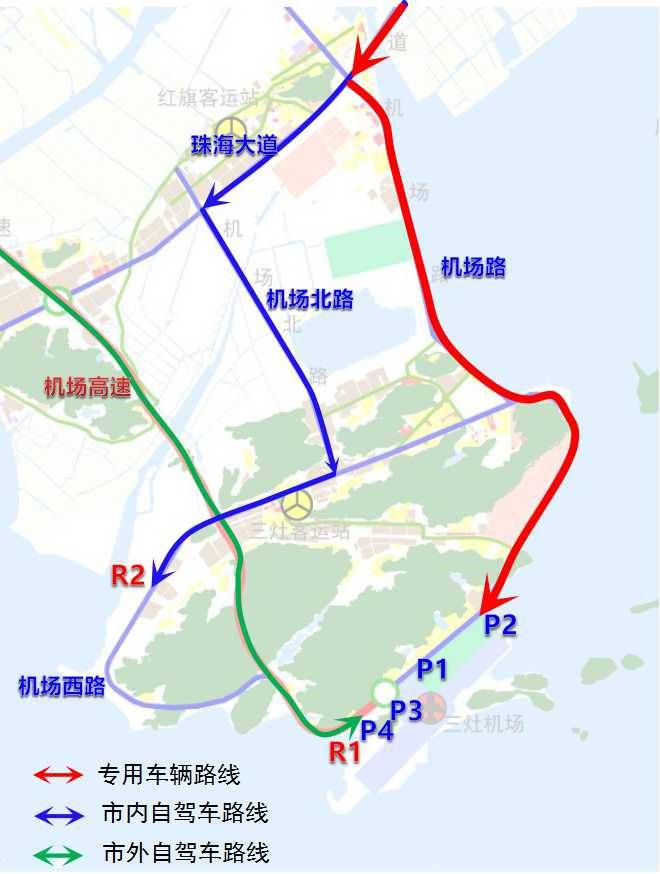 道
红旗客运站
机
珠海大道
场
速
机
机场路
场
路
机场北路
北
路
机场高速
三灶客运站
R2
P2
P1
机场西路
P3
三灶机场
P4
R1
专用车辆路线
市内自驾车路线
市外自驾车路线